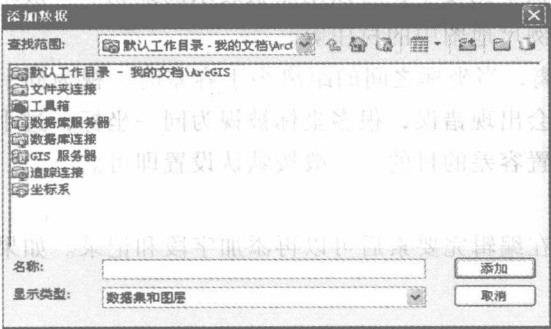 添加数据
查找范围: 默认工作目录 - 我的文档\Arc
默认工作目录 - 我的文档\ArcGIS
文件夹连接
工具箱
数据库服务器
数据库连接
GIS 服务器
追踪连接
坐标系
名称: 添加
显示类型: 数据集和图层 取消